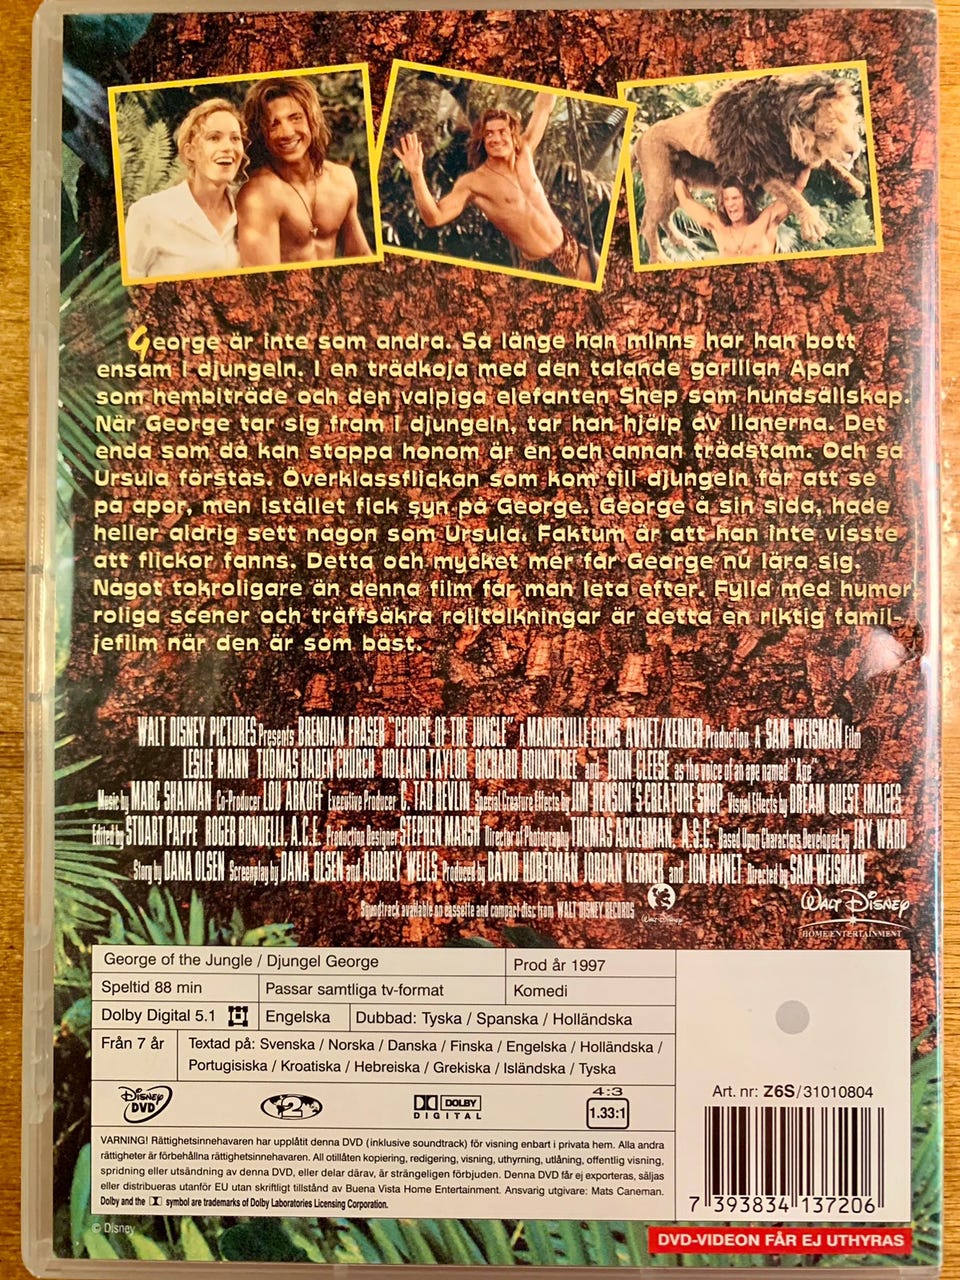 George är inte som andra. Så länge han minns har han bott
ensam i djungeln. I en trädkoja med den talande gorillan Apan
som hembiträde och den valpiga elefanten Shep som hundsällskap.
När George tar sig fram i djungeln, tar han hjälp av lianerna. Det
enda som då kan stoppa honom är en och annan trädstam. Och så
Ursula förstås. Överklassflickan som kom till djungeln för att se
på apor, men istället fick syn på George. George å sin sida, hade
heller aldrig sett någon som Ursula. Faktum är att han inte visste
att flickor fanns. Detta och mycket mer får George nu lära sig.
Något tokroligare än denna film får man leta efter. Fylld med humor,
roliga scener och träffsäkra rolltolkningar är detta en riktig famil-
jefilm när den är som bäst.
WALT DISNEY PICTURES Presents BRENDAN FRASER "GEORGE OF THE JUNGLE" A MANDEVILLE FILMS AVNET/KERNER Production A SAM WEISMAN Film
LESLIE MANN THOMAS HADEN CHURCH HOLLAND TAYLOR RICHARD ROUNDTREE and JOHN CLEESE as the voice of an ape named "Ape"
Music by MARC SHAIMAN Co-Producer LOU ARKOFF Executive Producer C. TAD DEVLIN Special Creature Effects by JIM HENSON'S CREATURE SHOP Visual Effects by DREAM QUEST IMAGES
Edited by STUART PAPPE ROGER BONDELLI, A.C.E. Production Designer STEPHEN MARSH Director of Photography THOMAS ACKERMAN, A.S.C. Based Upon Characters Developed by JAY WARD
Story by DANA OLSEN Screenplay by DANA OLSEN and AUDREY WELLS Produced by DAVID HOBERMAN JORDAN KERNER and JON AVNET Directed by SAM WEISMAN
Soundtrack available on cassette and compact disc from WALT DISNEY RECORDS
Walt Disney
WALT DISNEY
HOME ENTERTAINMENT
George of the Jungle / Djungel George
Prod år 1997
Speltid 88 min
Passar samtliga tv-format
Komedi
Dolby Digital 5.1
Engelska
Dubbad: Tyska / Spanska / Holländska
Från 7 år
Textad på: Svenska / Norska / Danska / Finska / Engelska / Holländska /
Portugisiska / Kroatiska / Hebreiska / Grekiska / Isländska / Tyska
Disney DVD
2
DOLBY DIGITAL
4:3
1.33:1
Art. nr: Z6S/31010804
VARNING! Rättighetsinnehavaren har upplåtit denna DVD (inklusive soundtrack) för visning enbart i privata hem. Alla andra
rättigheter är förbehållna rättighetsinnehavaren. All otillåten kopiering, redigering, visning, uthyrning, utlåning, offentlig visning,
spridning eller utsändning av denna DVD, eller delar därav, är strängeligen förbjuden. Denna DVD får ej exporteras, säljas
eller distribueras utanför EU utan skriftligt tillstånd av Buena Vista Home Entertainment. Ansvarig utgivare: Mats Caneman.
Dolby and the symbol are trademarks of Dolby Laboratories Licensing Corporation.
7 393834 137206
© Disney
DVD-VIDEON FÅR EJ UTHYRAS